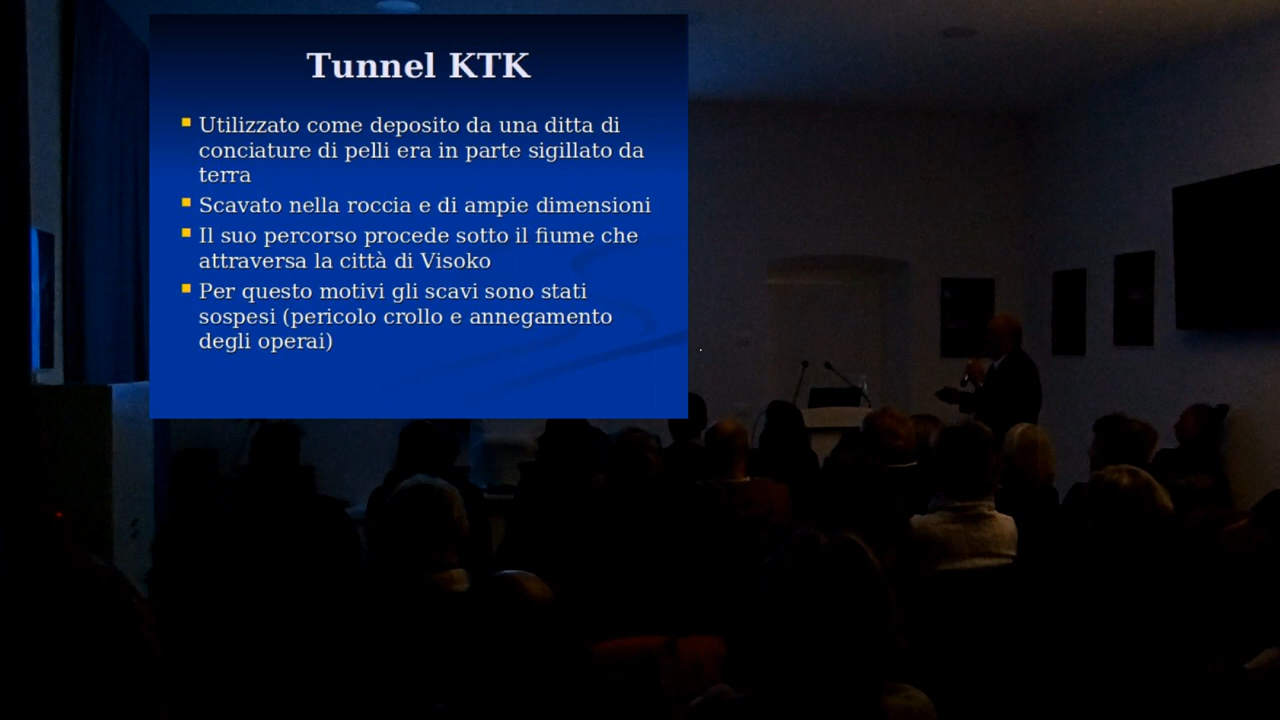 Tunnel KTK
Utilizzato come deposito da una ditta di
conciature di pelli era in parte sigillato da
terra
Scavato nella roccia e di ampie dimensioni
Il suo percorso procede sotto il fiume che
attraversa la città di Visoko
Per questo motivi gli scavi sono stati
sospesi (pericolo crollo e annegamento
degli operai)